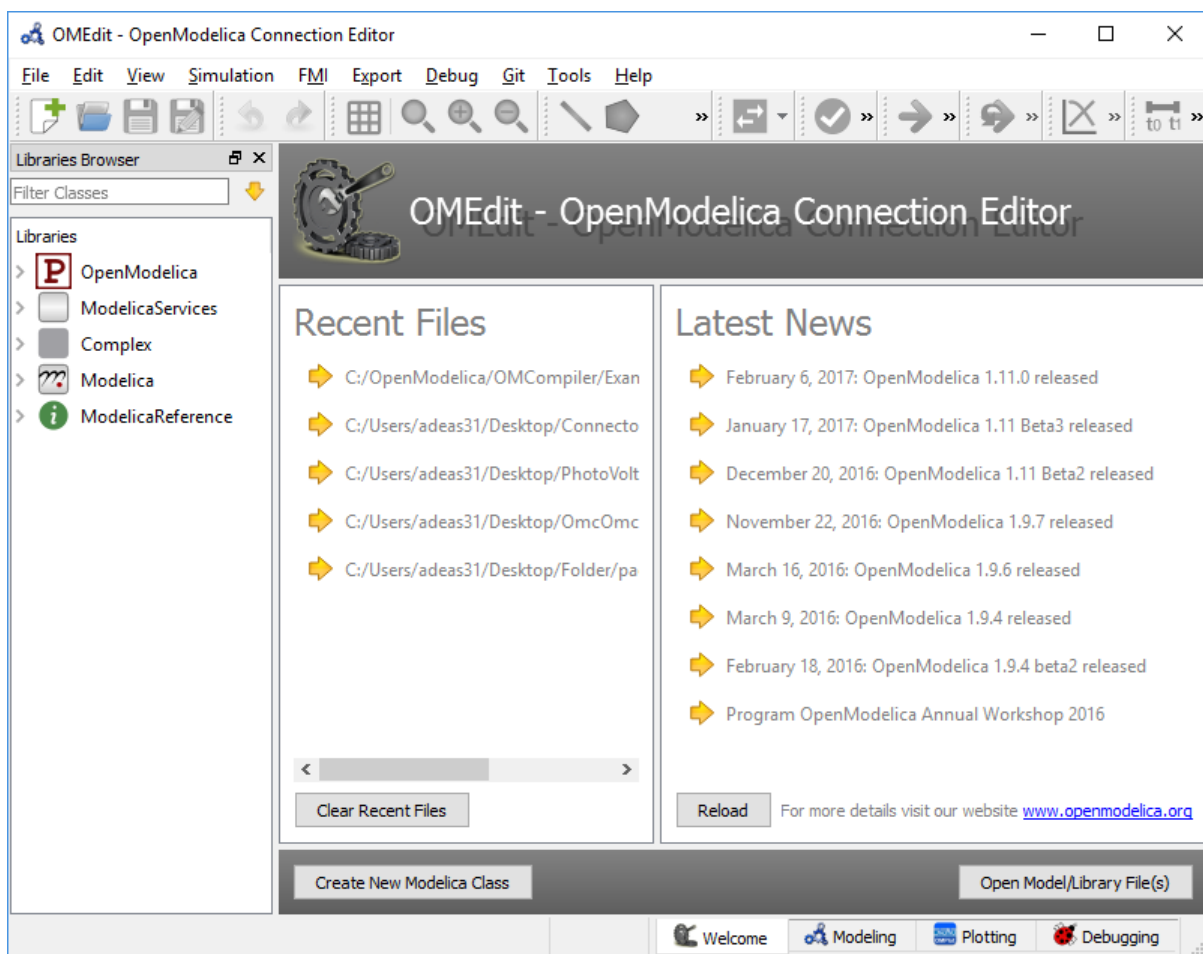 OMEdit - OpenModelica Connection Editor
File Edit View Simulation FMI Export Debug Git Tools Help
t0 t1
Libraries Browser
Filter Classes
Libraries
P OpenModelica
ModelicaServices
Complex
Modelica
i ModelicaReference
OMEdit - OpenModelica Connection Editor
Recent Files
C:/OpenModelica/OMCompiler/Exan
C:/Users/adeas31/Desktop/Connecto
C:/Users/adeas31/Desktop/PhotoVolt
C:/Users/adeas31/Desktop/OmcOmc
C:/Users/adeas31/Desktop/Folder/pa
Clear Recent Files
Latest News
February 6, 2017: OpenModelica 1.11.0 released
January 17, 2017: OpenModelica 1.11 Beta3 released
December 20, 2016: OpenModelica 1.11 Beta2 released
November 22, 2016: OpenModelica 1.9.7 released
March 16, 2016: OpenModelica 1.9.6 released
March 9, 2016: OpenModelica 1.9.4 released
February 18, 2016: OpenModelica 1.9.4 beta2 released
Program OpenModelica Annual Workshop 2016
Reload For more details visit our website www.openmodelica.org
Create New Modelica Class Open Model/Library File(s)
Welcome Modeling Plotting Debugging